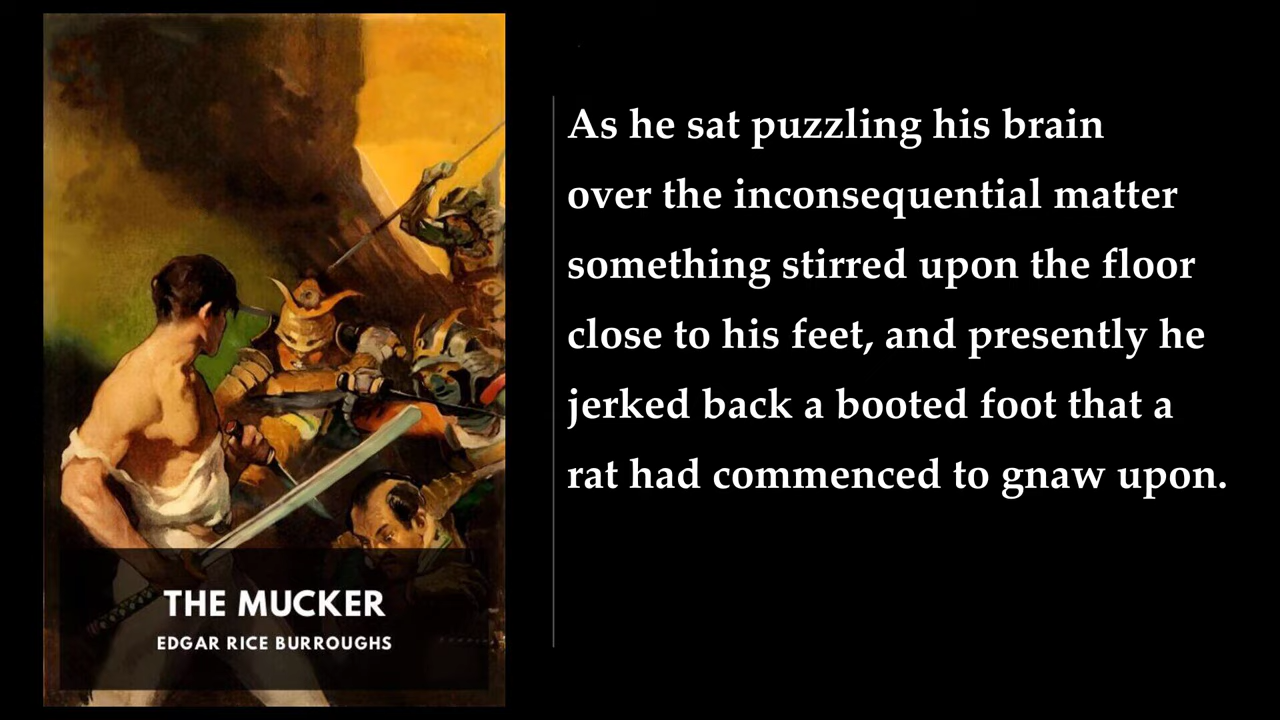 THE MUCKER
EDGAR RICE BURROUGHS
As he sat puzzling his brain
over the inconsequential matter
something stirred upon the floor
close to his feet, and presently he
jerked back a booted foot that a
rat had commenced to gnaw upon.